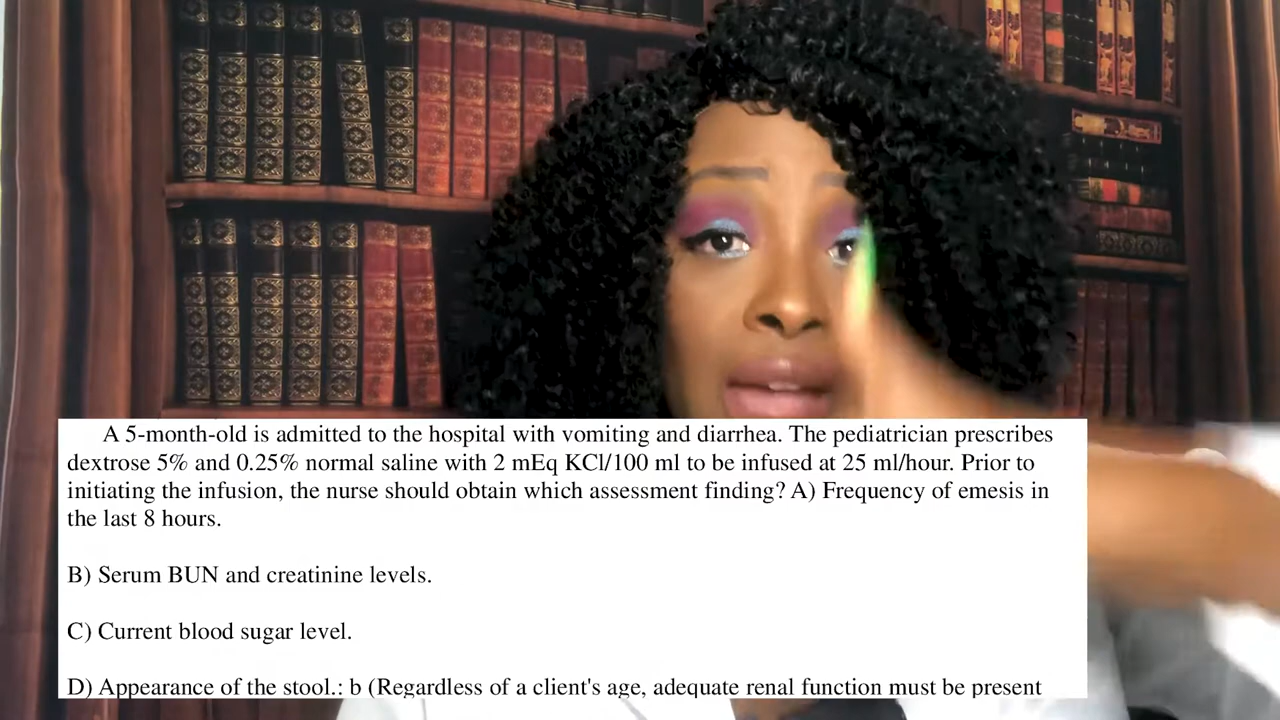 A 5-month-old is admitted to the hospital with vomiting and diarrhea. The pediatrician prescribes
dextrose 5% and 0.25% normal saline with 2 mEq KCl/100 ml to be infused at 25 ml/hour. Prior to
initiating the infusion, the nurse should obtain which assessment finding? A) Frequency of emesis in
the last 8 hours.
B) Serum BUN and creatinine levels.
C) Current blood sugar level.
D) Appearance of the stool.: b (Regardless of a client's age, adequate renal function must be present